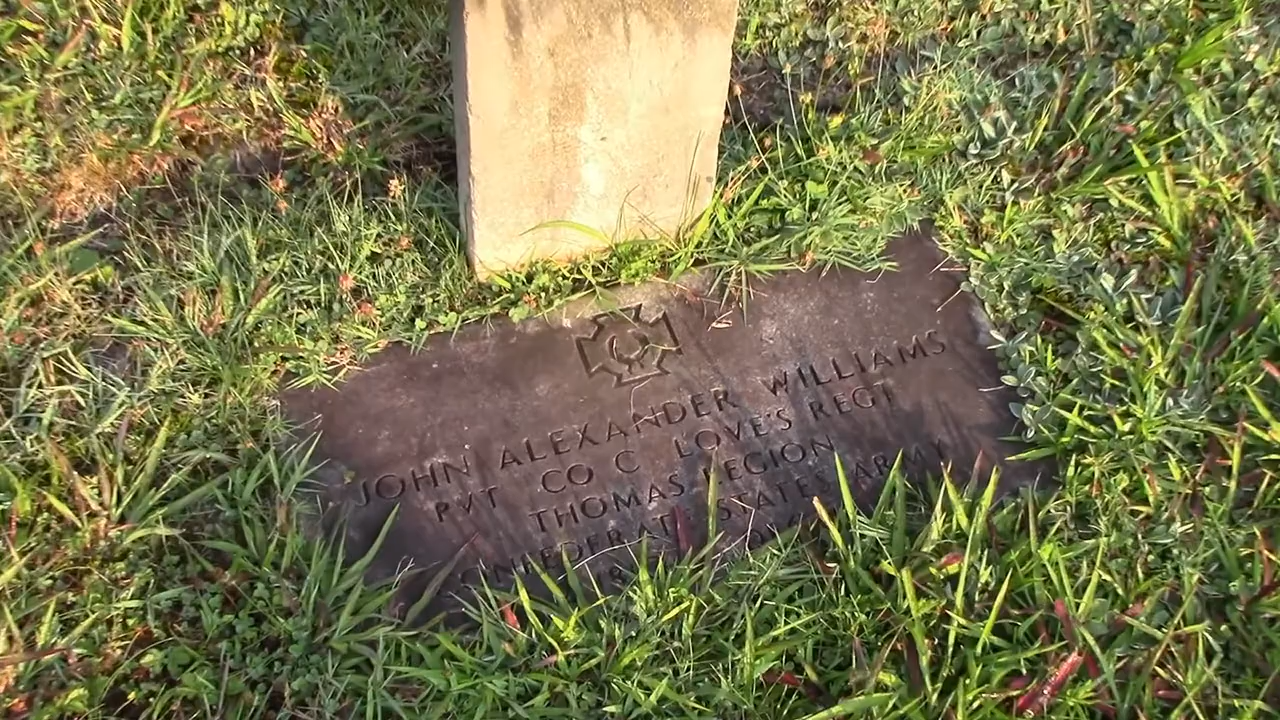 JOHN ALEXANDER WILLIAMS
PVT CO C LOVE'S REGT
THOMAS LEGION
CONFEDERATE STATES ARMY